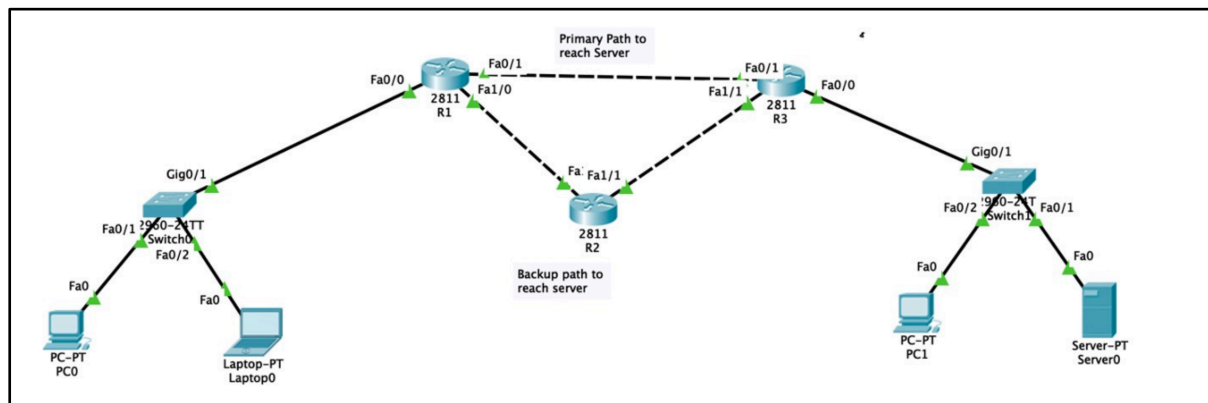 Primary Path to
reach Server
Fa0/1
Fa0/1
Fa0/0
Fa1/1
Fa0/0
2811
R1
Fa1/0
2811
R3
Gig0/1
Gig0/1
Fa1/1
2811
R2
2960-24TT
Switch0
Fa0/1
Fa0/2
Switch1
Fa0/2
Fa0/1
Backup path to
reach server
Fa0
Fa0
Fa0
Fa0
PC-PT
PC0
Laptop-PT
Laptop0
PC-PT
PC1
Server-PT
Server0